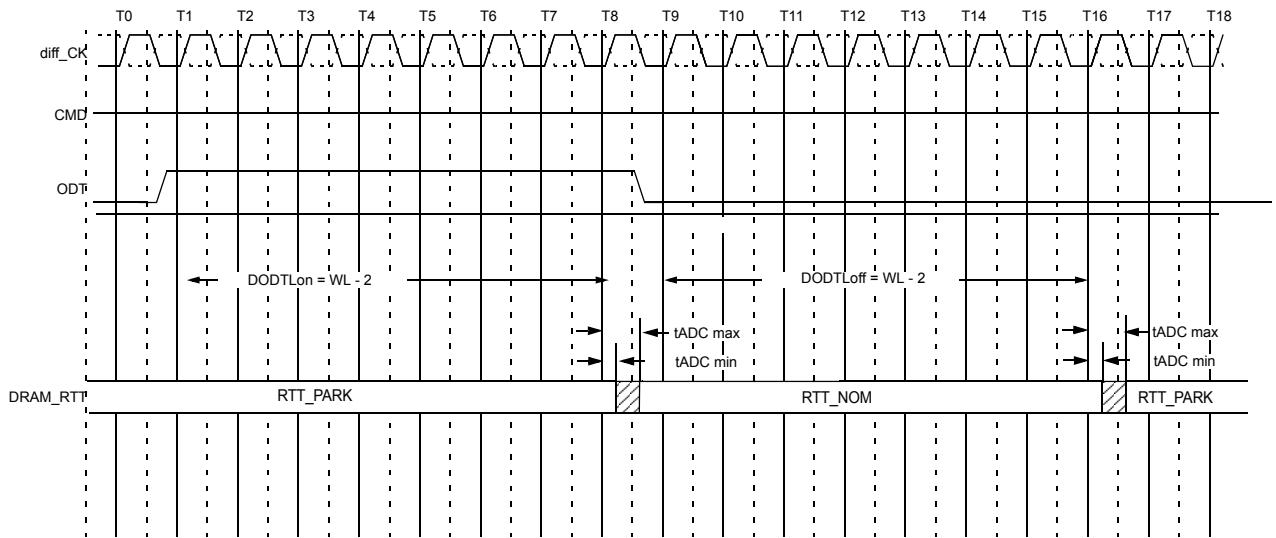 T0 T1 T2 T3 T4 T5 T6 T7 T8 T9 T10 T11 T12 T13 T14 T15 T16 T17 T18
diff_CK
CMD
ODT
DODTLon = WL - 2 DODTLoff = WL - 2
tADC max tADC max
tADC min tADC min
DRAM_RTT RTT_PARK RTT_NOM RTT_PARK